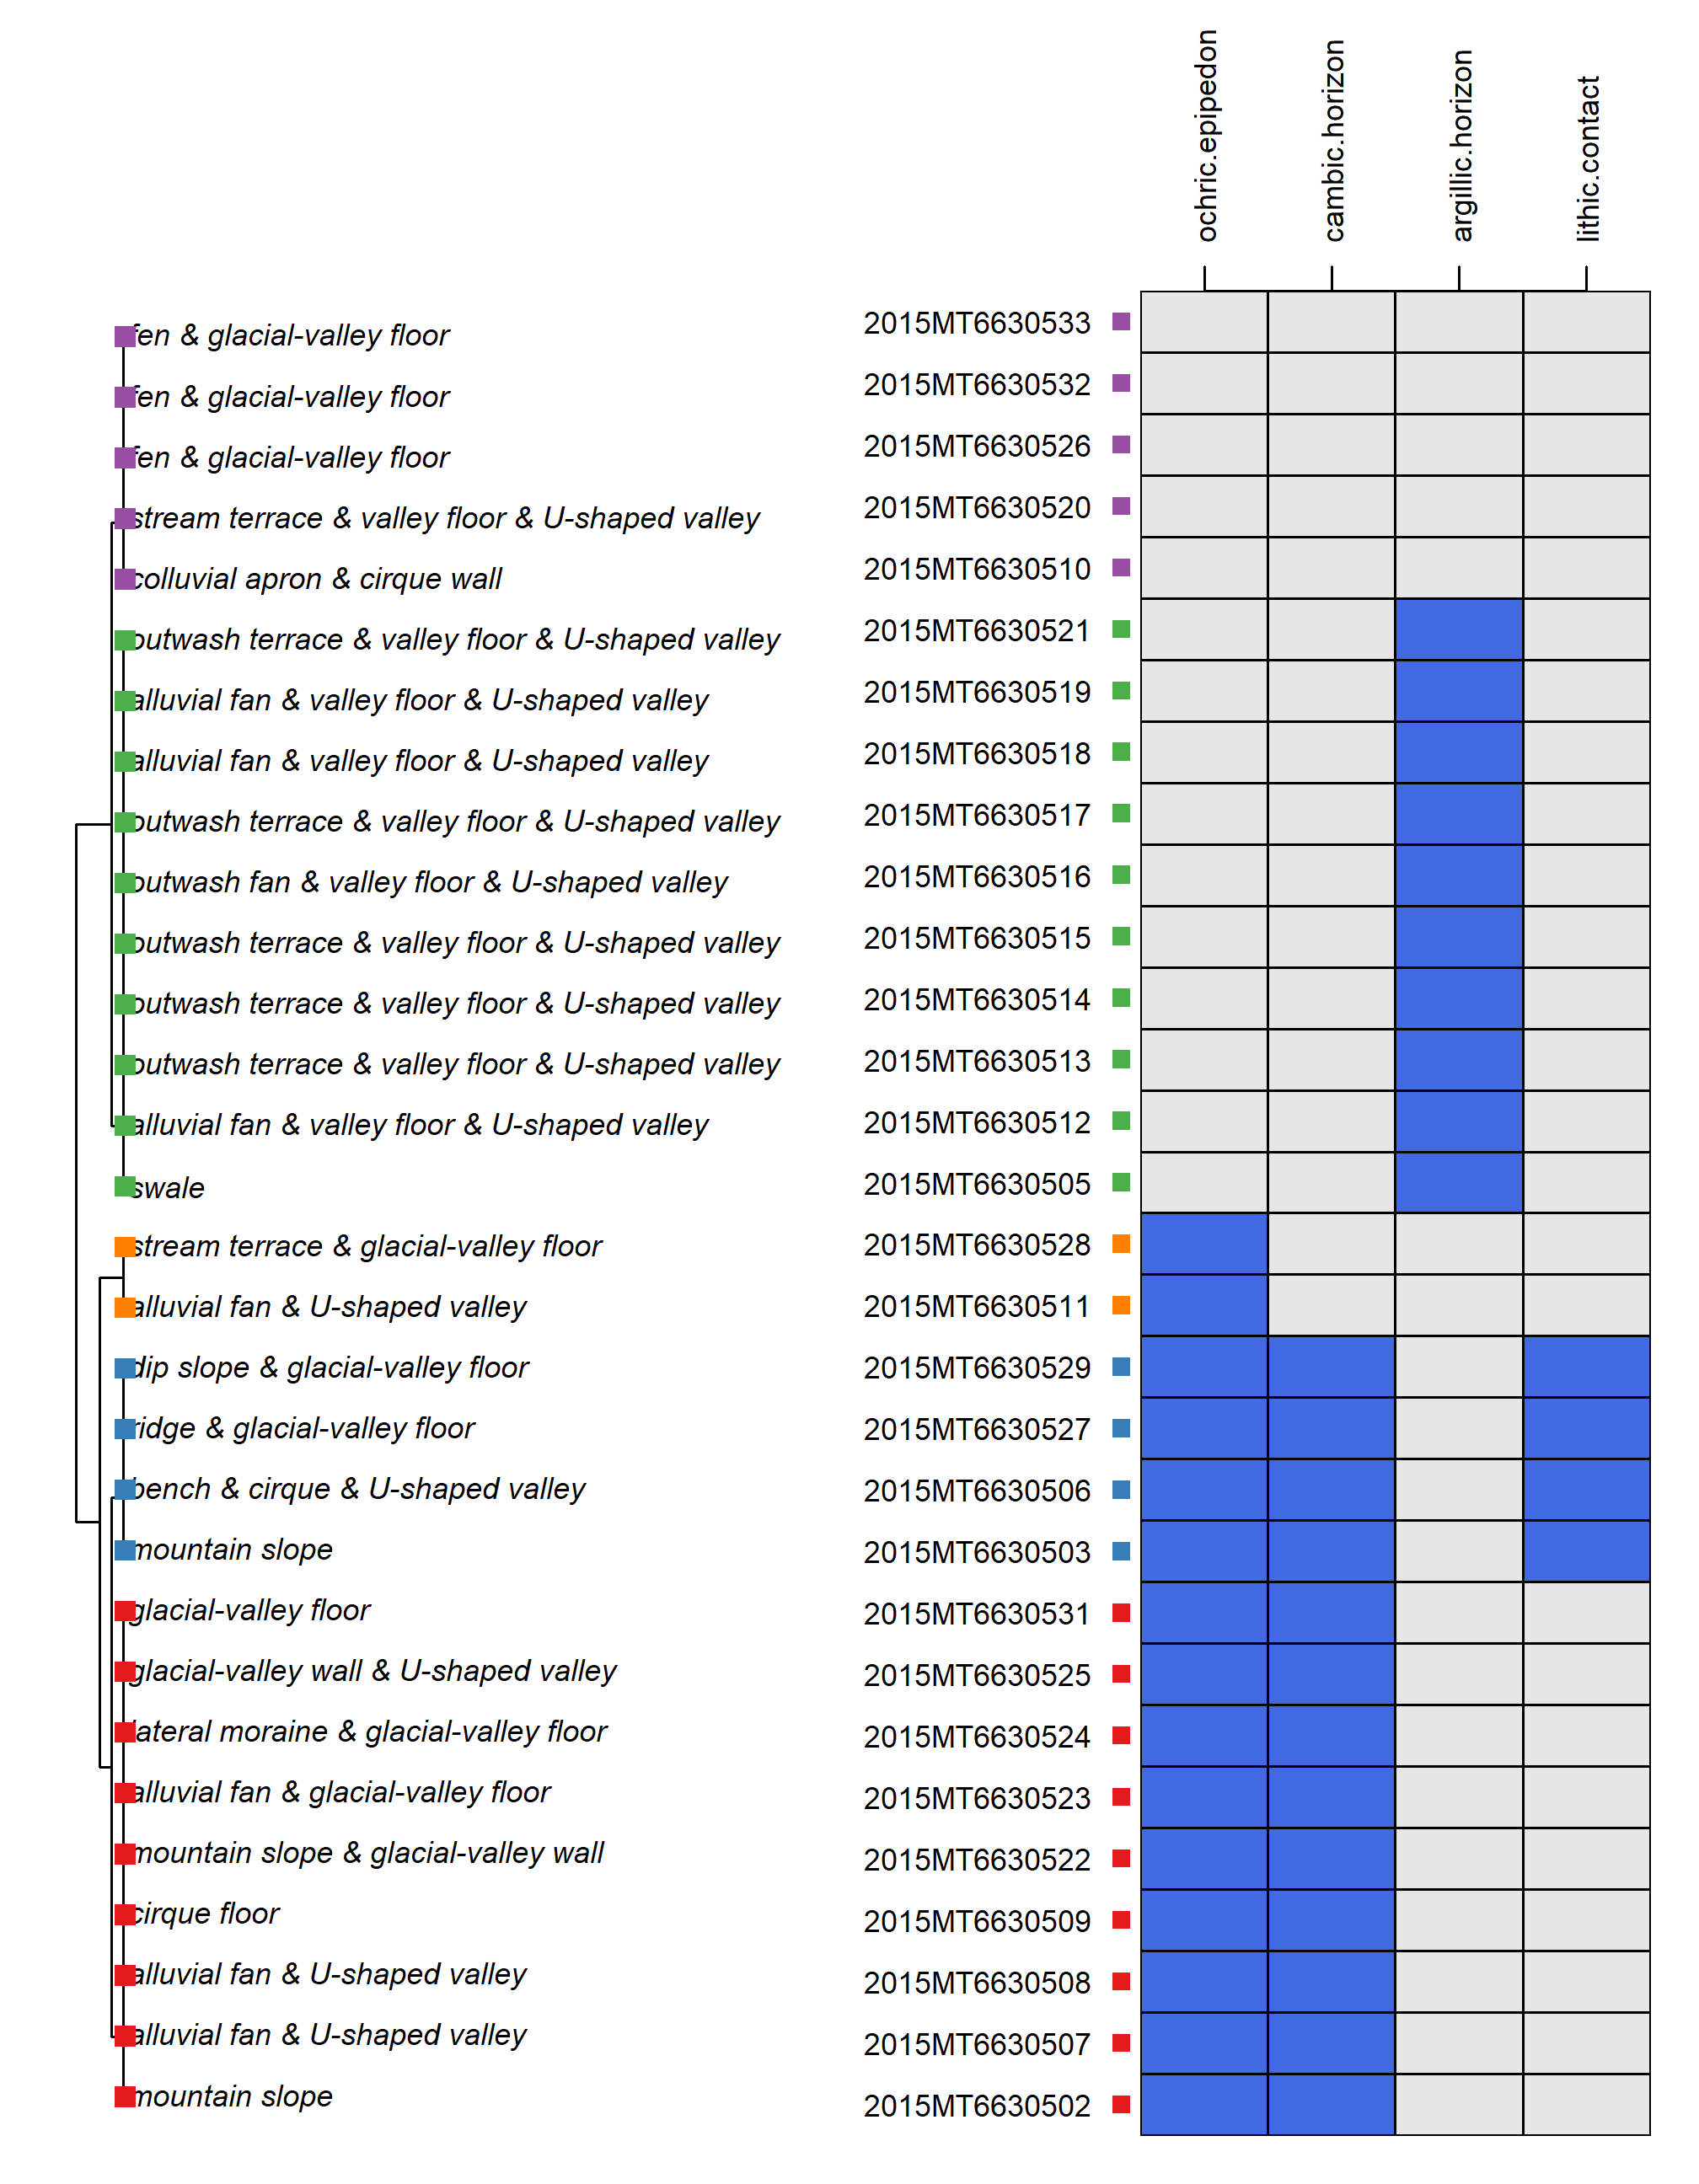 ochric.epipedon
cambic.horizon
argillic.horizon
lithic.contact
fen & glacial-valley floor 2015MT6630533
fen & glacial-valley floor 2015MT6630532
fen & glacial-valley floor 2015MT6630526
stream terrace & valley floor & U-shaped valley 2015MT6630520
colluvial apron & cirque wall 2015MT6630510
outwash terrace & valley floor & U-shaped valley 2015MT6630521
alluvial fan & valley floor & U-shaped valley 2015MT6630519
alluvial fan & valley floor & U-shaped valley 2015MT6630518
outwash terrace & valley floor & U-shaped valley 2015MT6630517
outwash fan & valley floor & U-shaped valley 2015MT6630516
outwash terrace & valley floor & U-shaped valley 2015MT6630515
outwash terrace & valley floor & U-shaped valley 2015MT6630514
outwash terrace & valley floor & U-shaped valley 2015MT6630513
alluvial fan & valley floor & U-shaped valley 2015MT6630512
swale 2015MT6630505
stream terrace & glacial-valley floor 2015MT6630528
alluvial fan & U-shaped valley 2015MT6630511
dip slope & glacial-valley floor 2015MT6630529
ridge & glacial-valley floor 2015MT6630527
bench & cirque & U-shaped valley 2015MT6630506
mountain slope 2015MT6630503
glacial-valley floor 2015MT6630531
glacial-valley wall & U-shaped valley 2015MT6630525
lateral moraine & glacial-valley floor 2015MT6630524
alluvial fan & glacial-valley floor 2015MT6630523
mountain slope & glacial-valley wall 2015MT6630522
cirque floor 2015MT6630509
alluvial fan & U-shaped valley 2015MT6630508
alluvial fan & U-shaped valley 2015MT6630507
mountain slope 2015MT6630502